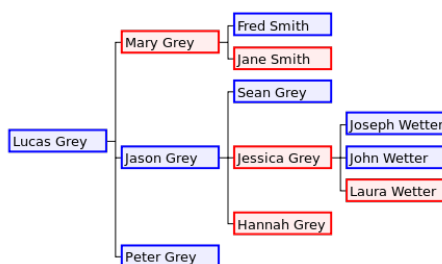 Fred Smith
Mary Grey
Jane Smith
Sean Grey
Joseph Wetter
Lucas Grey
Jason Grey
Jessica Grey
John Wetter
Laura Wetter
Hannah Grey
Peter Grey